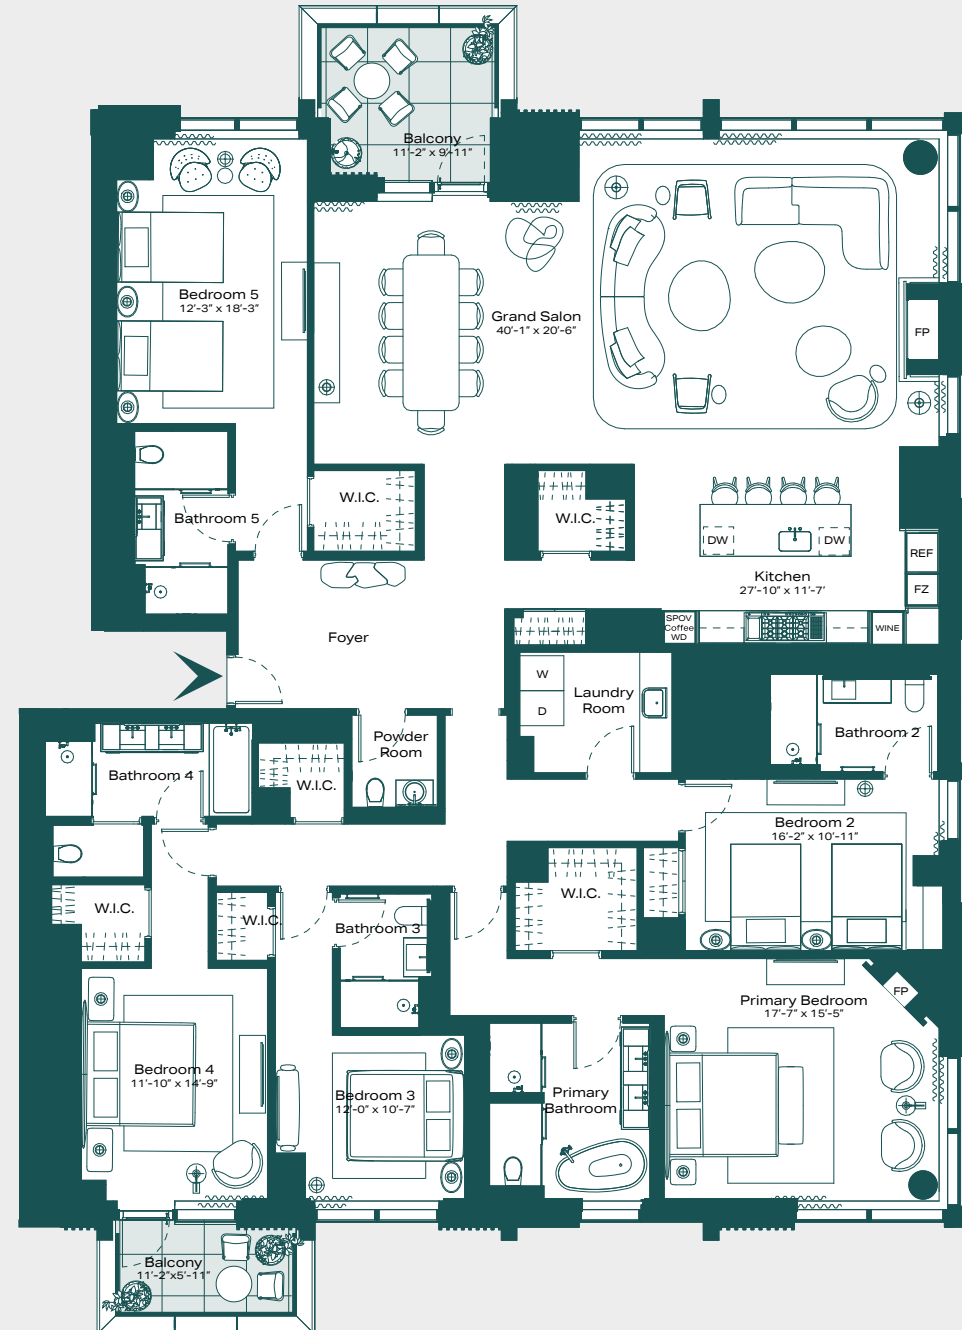 Balcony
11'-2" x 9'-11"
Bedroom 5
12'-3" x 18'-3"
Grand Salon
40'-1" x 20'-6"
FP
W.I.C.
W.I.C.
Bathroom 5
DW
DW
REF
Kitchen
27'-10" x 11'-7'
FZ
SPOV
Coffee
WD
WINE
Foyer
W
D
Laundry
Room
Powder
Room
Bathroom 2
Bathroom 4
W.I.C.
Bedroom 2
16'-2" x 10'-11"
W.I.C.
W.I.C.
W.I.C.
Bathroom 3
FP
Primary Bedroom
17'-7" x 15'-5"
Bedroom 4
11'-10" x 14'-9"
Bedroom 3
12'-0" x 10'-7"
Primary
Bathroom
Balcony
11'-2"x5'-11"